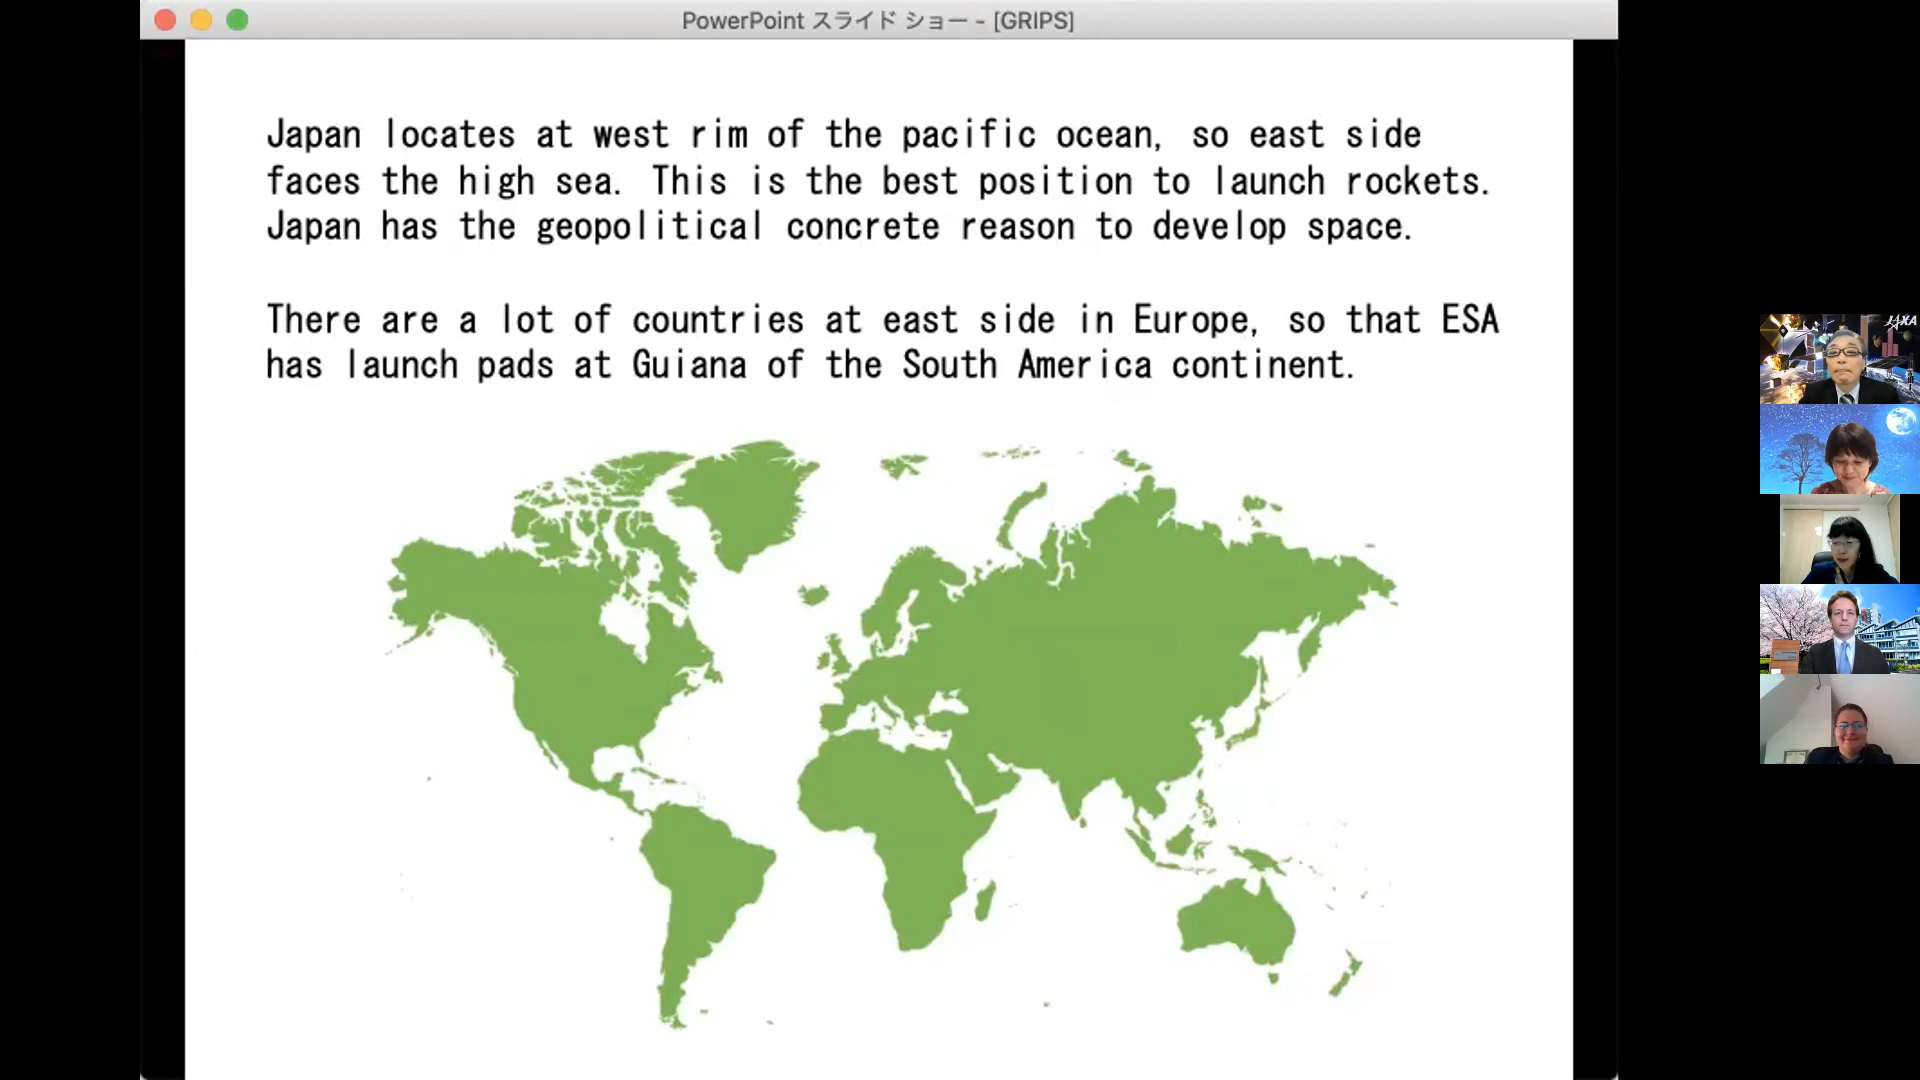 PowerPoint スライド ショー - [GRIPS]
Japan locates at west rim of the pacific ocean, so east side
faces the high sea. This is the best position to launch rockets.
Japan has the geopolitical concrete reason to develop space.
There are a lot of countries at east side in Europe, so that ESA
has launch pads at Guiana of the South America continent.
JAXA